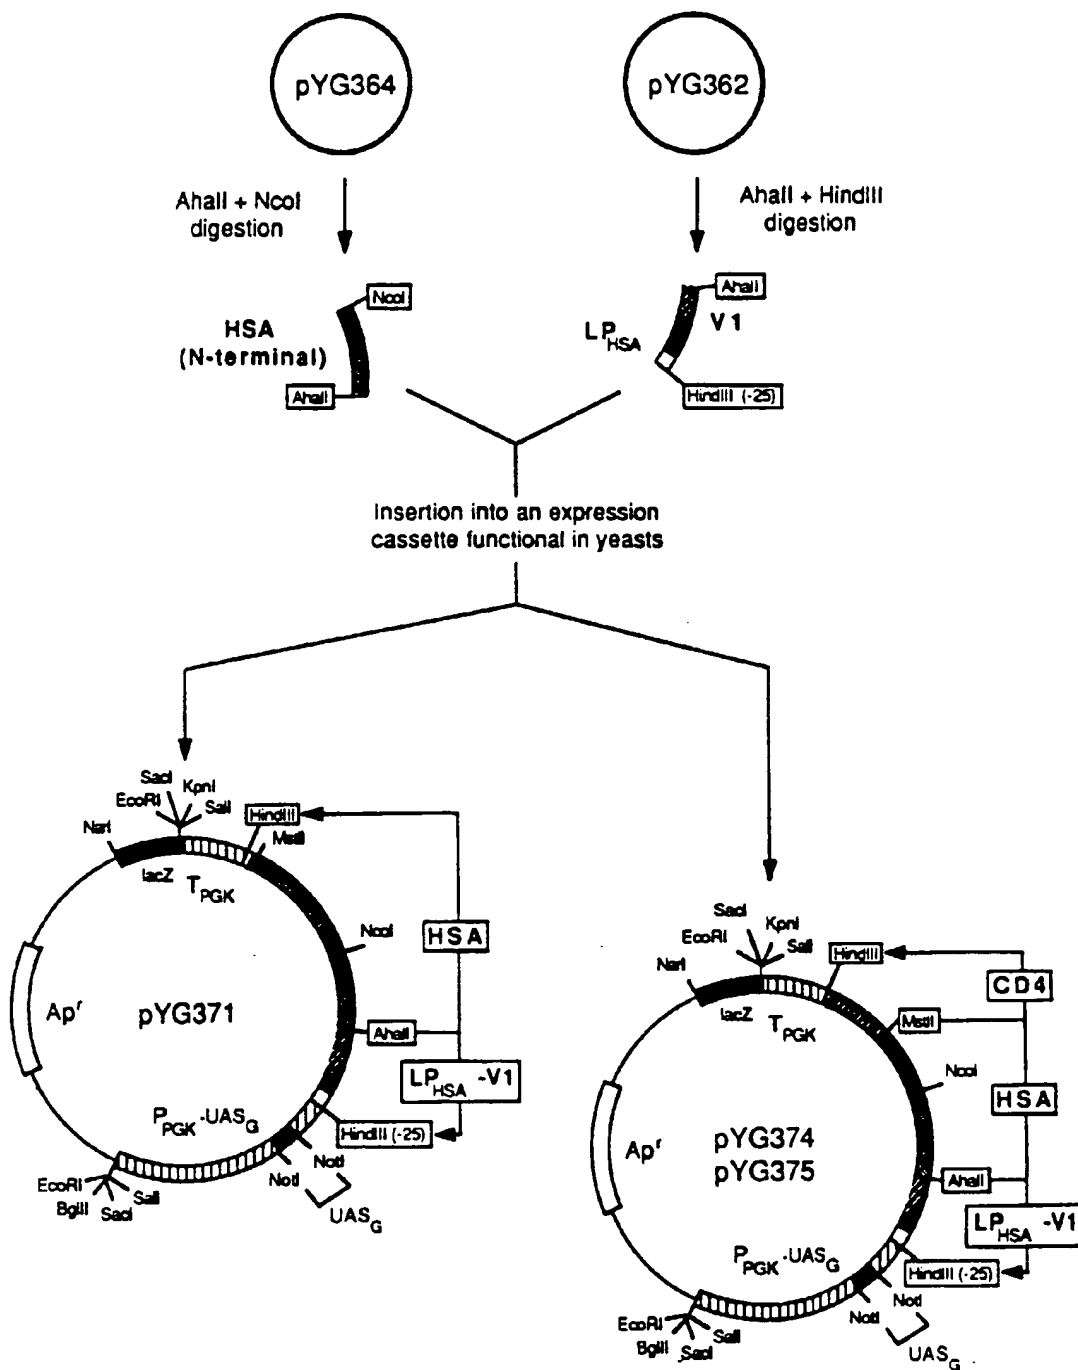 pYG364
pYG362
AhaII + NcoI
digestion
AhaII + HindIII
digestion
NcoI
HSA
(N-terminal)
AhaII
AhaII
V1
LP HSA
HindIII (-25)
Insertion into an expression
cassette functional in yeasts
SacI
KpnI
EcoRI
SalI
HindIII
NarI
MstII
lacZ
T PGK
NcoI
HSA
Ap r
pYG371
AhaII
LP HSA -V1
P PGK -UAS G
HindIII (-25)
NotI
NotI
EcoRI
BglII
SacI
SalI
UAS G
SacI
KpnI
EcoRI
SalI
HindIII
NarI
CD4
lacZ
T PGK
MstII
NcoI
HSA
Ap r
pYG374
pYG375
AhaII
LP HSA -V1
P PGK -UAS G
HindIII (-25)
NotI
NotI
EcoRI
BglII
SacI
SalI
UAS G